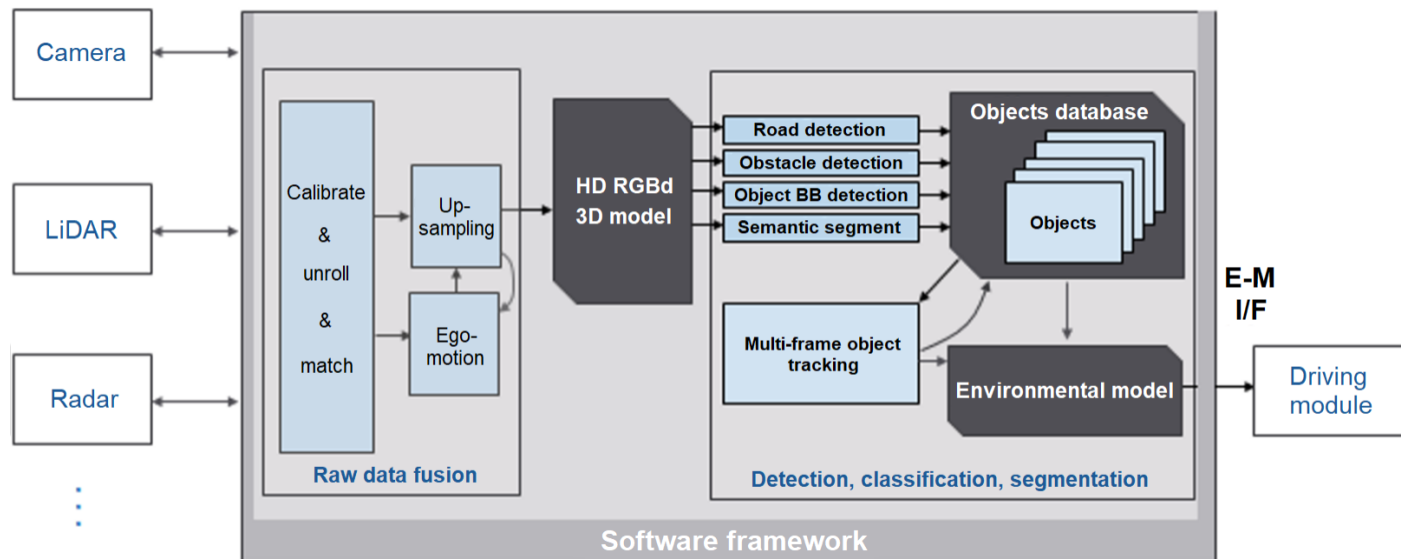 Camera
LiDAR
Radar
Calibrate
&
unroll
&
match
Up-
sampling
Ego-
motion
Raw data fusion
HD RGBd
3D model
Road detection
Obstacle detection
Object BB detection
Semantic segment
Objects database
Objects
Multi-frame object
tracking
Environmental model
Detection, classification, segmentation
E-M
I/F
Driving
module
Software framework